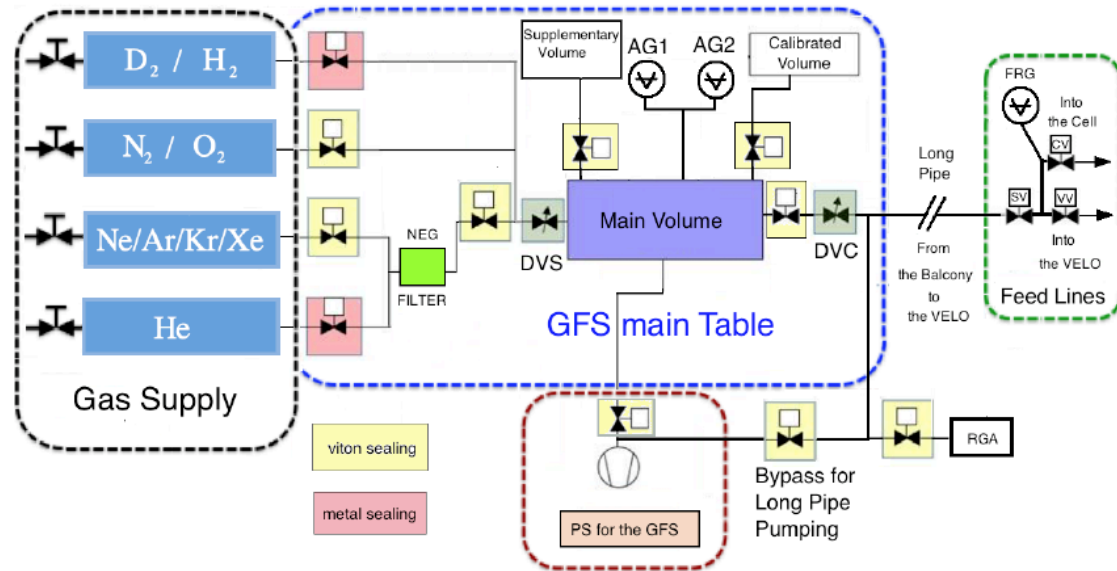 D₂ / H₂
N₂ / O₂
Ne/Ar/Kr/Xe
He
Gas Supply
viton sealing
metal sealing
NEG
FILTER
Supplementary
Volume
AG1
AG2
Calibrated
Volume
DVS
Main Volume
DVC
GFS main Table
Long
Pipe
From
the Balcony
to
the VELO
FRG
Into
the Cell
CV
SV
VV
Into
the VELO
Feed Lines
PS for the GFS
Bypass for
Long Pipe
Pumping
RGA